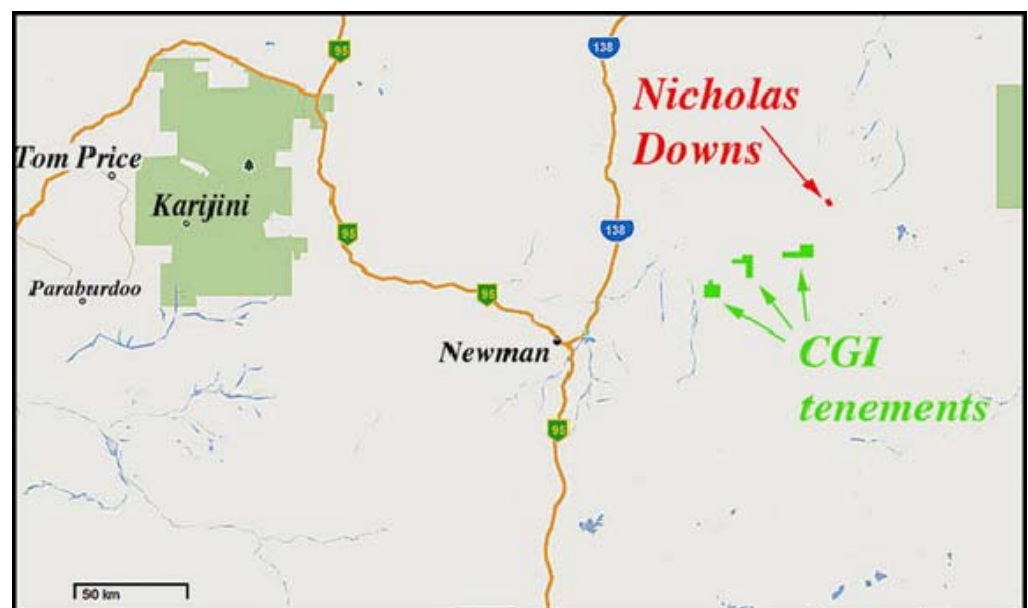 95
138
Nicholas
Downs
Tom Price
Karijini
95
138
Paraburdoo
95
Newman
CGI
tenements
95
50 km